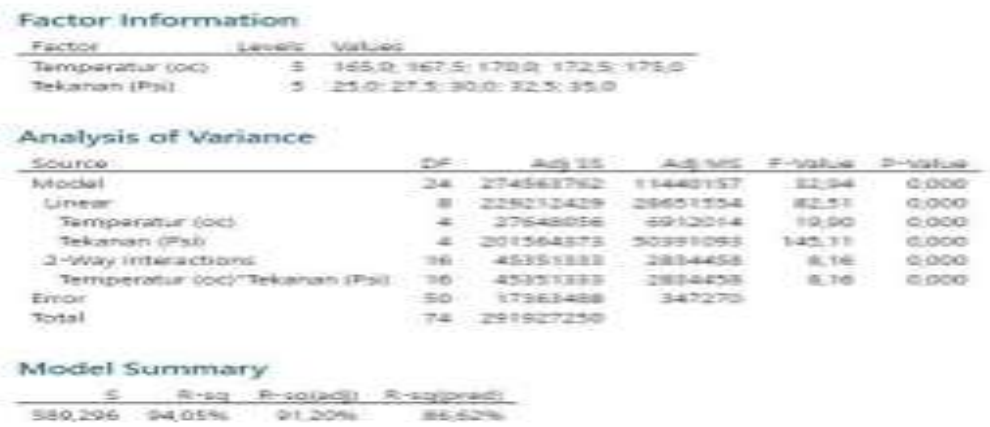 Factor Information
Factor Levels Values
Temperatur (oc) 5 165,0; 167,5; 170,0; 172,5; 175,0
Tekanan (Psi) 5 25,0; 27,5; 30,0; 32,5; 35,0
Analysis of Variance
Source DF Adj SS Adj MS F-Value P-Value
Model 24 274563762 11440157 32,94 0,000
Linear 8 229212429 28651554 82,51 0,000
Temperatur (oc) 4 27648056 6912014 19,90 0,000
Tekanan (Psi) 4 201564373 50391093 145,11 0,000
2-Way Interactions 16 45351333 2834458 8,16 0,000
Temperatur (oc)*Tekanan (Psi) 16 45351333 2834458 8,16 0,000
Error 50 17363488 347270
Total 74 291927250
Model Summary
S R-sq R-sq(adj) R-sq(pred)
589,296 94,05% 91,20% 86,62%